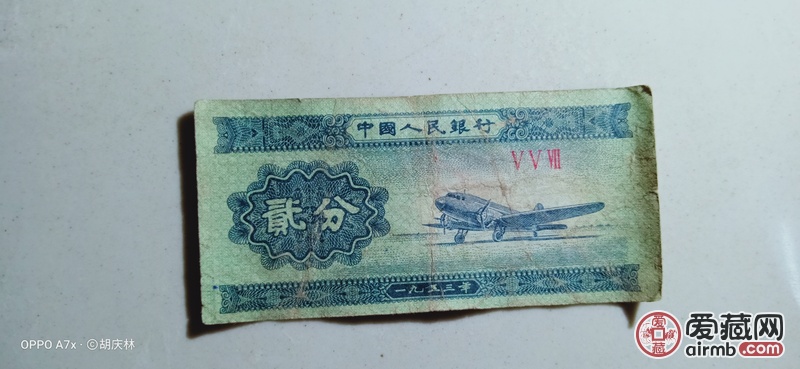 中國人民銀行
ⅤⅤⅦ
貳分
一九五三年
OPPO A7x · ©胡庆林
爱藏网
airmb.com